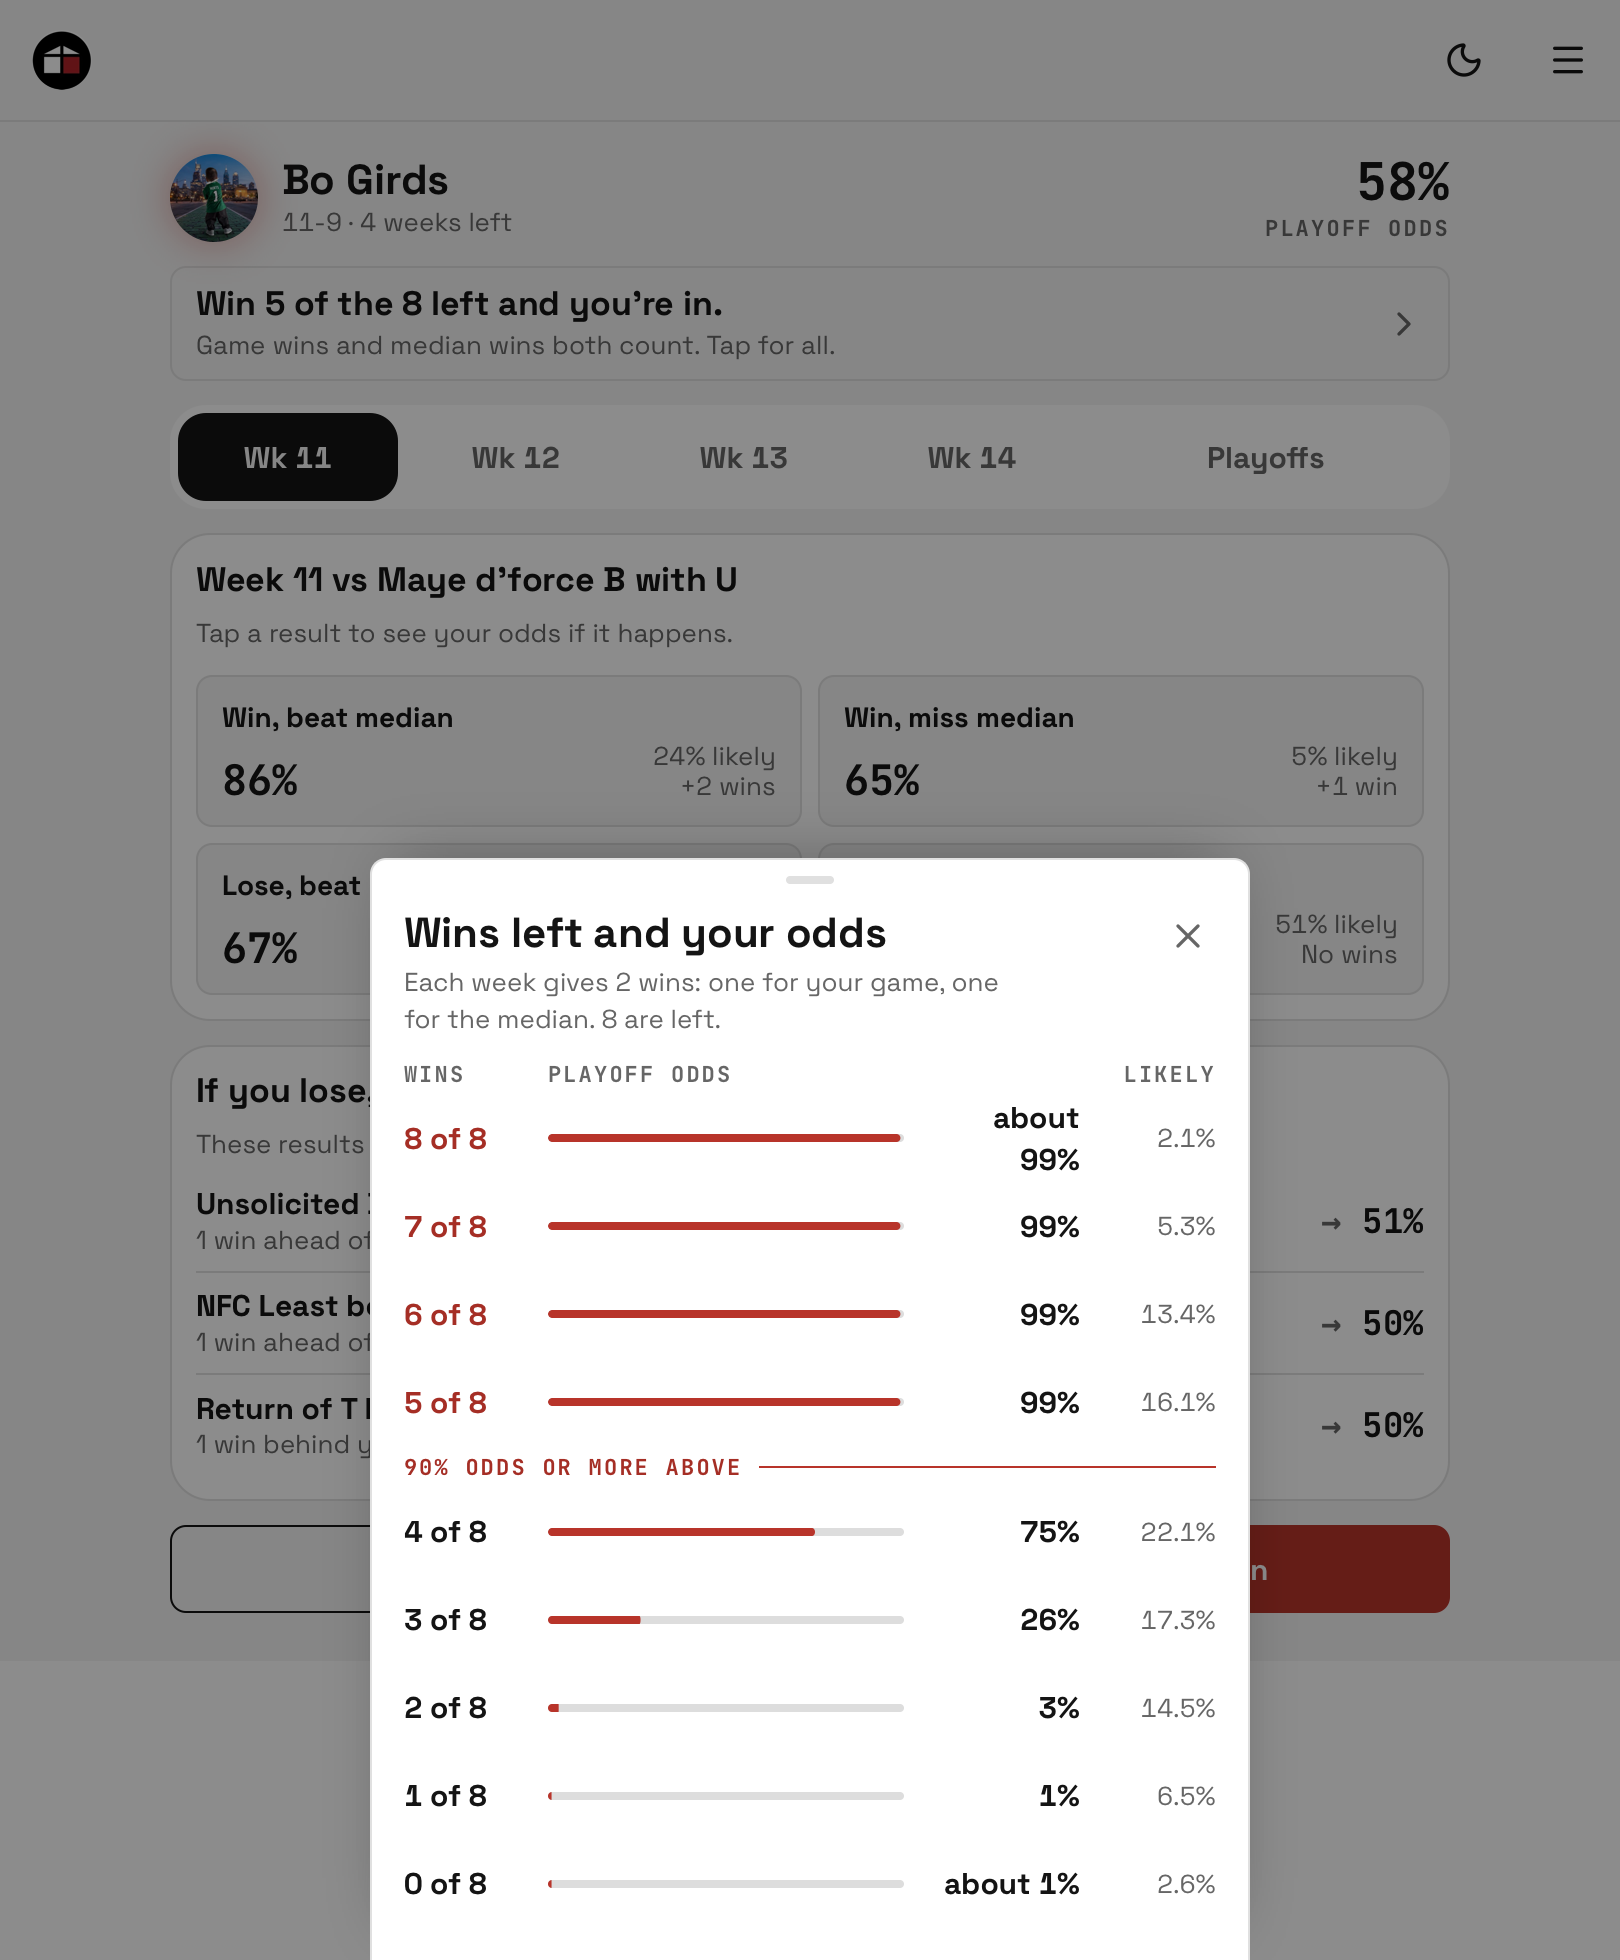 Bo Girds
11-9 · 4 weeks left
58%
PLAYOFF ODDS
Win 5 of the 8 left and you're in.
Game wins and median wins both count. Tap for all.
Wk 11
Wk 12
Wk 13
Wk 14
Playoffs
Week 11 vs Maye d'force B with U
Tap a result to see your odds if it happens.
Win, beat median
86%
24% likely
+2 wins
Win, miss median
65%
5% likely
+1 win
Lose, beat
67%
51% likely
No wins
If you lose,
These results
Unsolicited
1 win ahead of
→ 51%
NFC Least
1 win ahead of
→ 50%
Return of T
1 win behind
→ 50%
Wins left and your odds
Each week gives 2 wins: one for your game, one
for the median. 8 are left.
WINS PLAYOFF ODDS LIKELY
8 of 8 about 99% 2.1%
7 of 8 99% 5.3%
6 of 8 99% 13.4%
5 of 8 99% 16.1%
90% ODDS OR MORE ABOVE
4 of 8 75% 22.1%
3 of 8 26% 17.3%
2 of 8 3% 14.5%
1 of 8 1% 6.5%
0 of 8 about 1% 2.6%